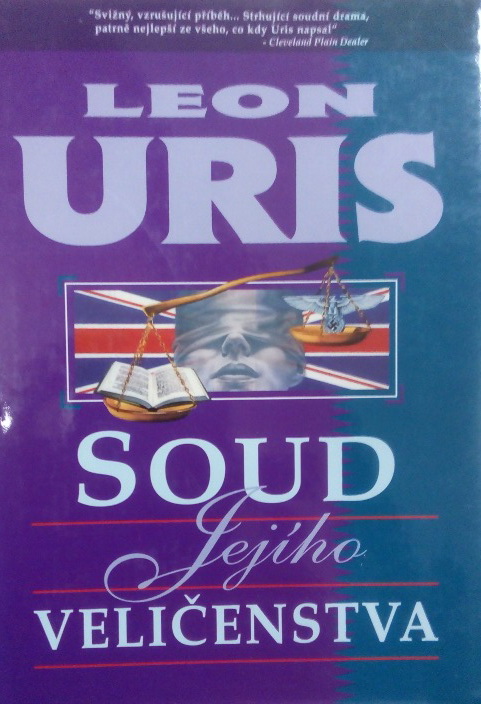 "Svižný, vzrušující příběh... Strhující soudní drama,
patrně nejlepší ze všeho, co kdy Uris napsal"
- Cleveland Plain Dealer
LEON
URIS
SOUD
Jejího
VELIČENSTVA